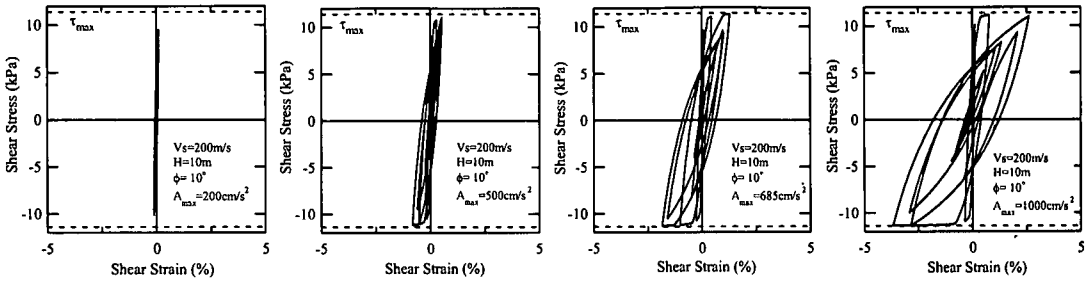 τmax
10
5
0
-5
-10
Shear Stress (kPa)
Vs=200m/s
H=10m
ϕ=10°
Amax=200cm/s²
-5 0 5
Shear Strain (%)
τmax
10
5
0
-5
-10
Shear Stress (kPa)
Vs=200m/s
H=10m
ϕ=10°
Amax=500cm/s²
-5 0 5
Shear Strain (%)
τmax
10
5
0
-5
-10
Shear Stress (kPa)
Vs=200m/s
H=10m
ϕ=10°
Amax=685cm/s²
-5 0 5
Shear Strain (%)
τmax
10
5
0
-5
-10
Shear Stress (kPa)
Vs=200m/s
H=10m
ϕ=10°
Amax=1000cm/s²
-5 0 5
Shear Strain (%)